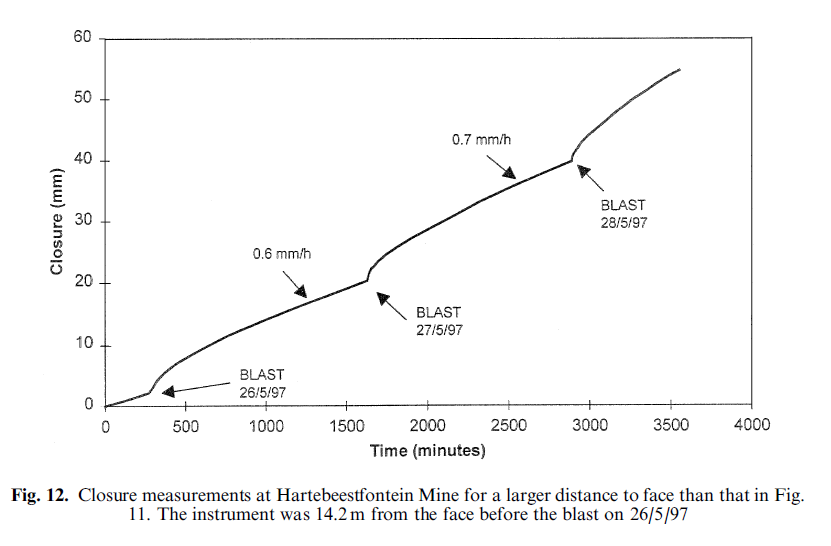 60
50
40
30
20
10
0
Closure (mm)
0.7 mm/h
BLAST
28/5/97
0.6 mm/h
BLAST
27/5/97
BLAST
26/5/97
0 500 1000 1500 2000 2500 3000 3500 4000
Time (minutes)
Fig. 12. Closure measurements at Hartebeestfontein Mine for a larger distance to face than that in Fig.
11. The instrument was 14.2 m from the face before the blast on 26/5/97